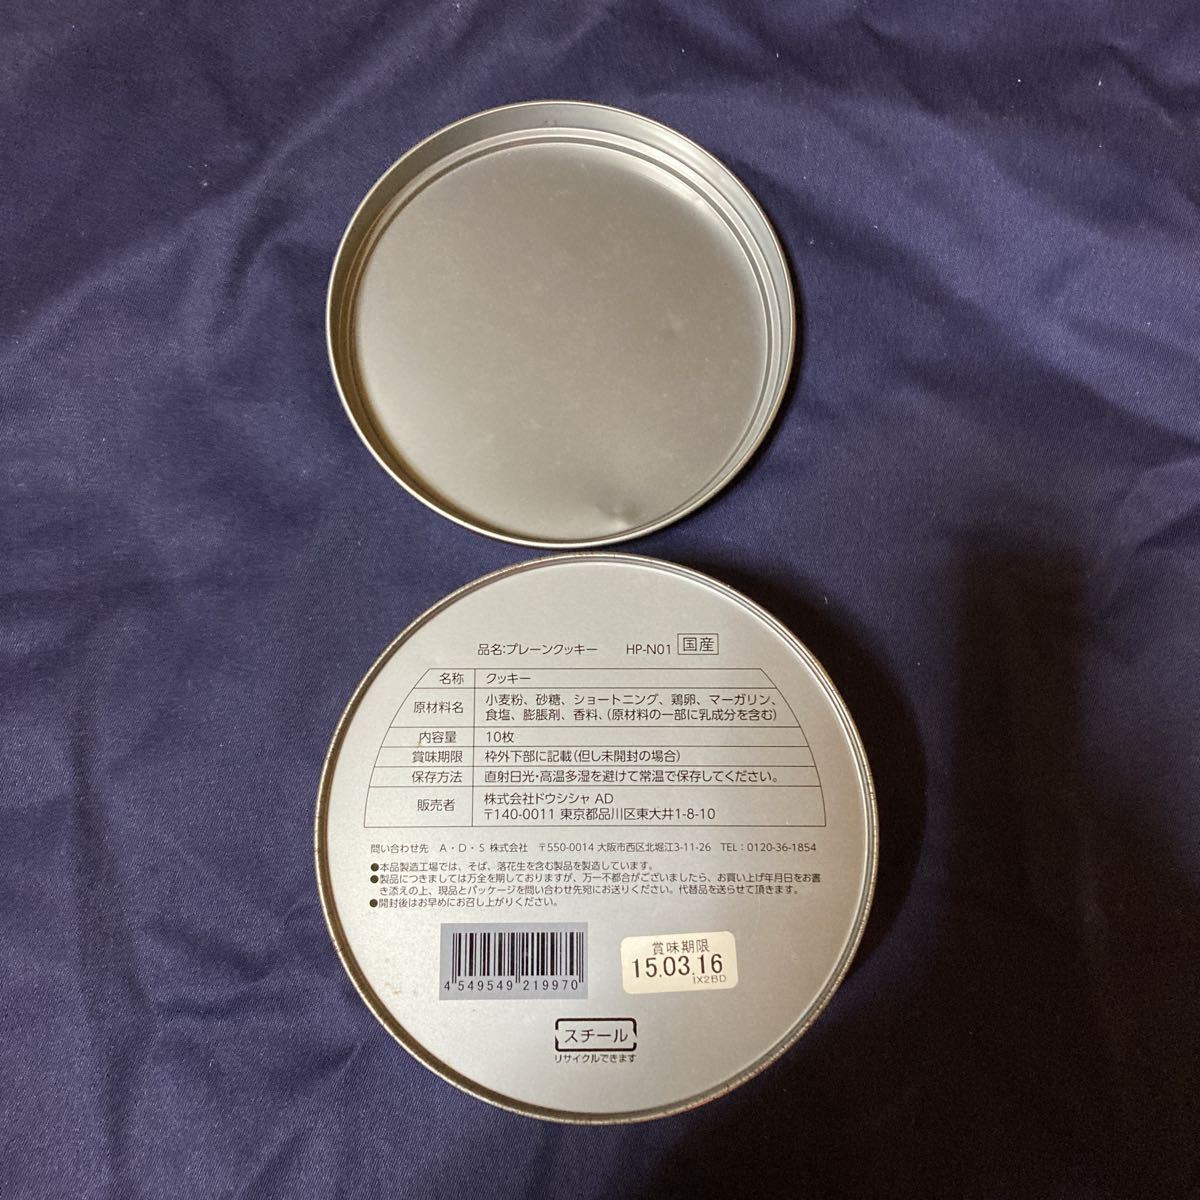 品名:プレーンクッキー HP-N01 国産
名称 クッキー
原材料名 小麦粉、砂糖、ショートニング、鶏卵、マーガリン、
食塩、膨脹剤、香料、(原材料の一部に乳成分を含む)
内容量 10枚
賞味期限 枠外下部に記載(但し未開封の場合)
保存方法 直射日光・高温多湿を避けて常温で保存してください。
販売者 株式会社ドウシシャ AD
〒140-0011 東京都品川区東大井1-8-10
問い合わせ先 A・D・S 株式会社 〒550-0014 大阪市西区北堀江3-11-26 TEL:0120-36-1854
●本品製造工場では、そば、落花生を含む製品を製造しています。
●製品につきましては万全を期しておりますが、万一不都合がございましたら、お買い上げ年月日をお書
き添えの上、現品とパッケージを問い合わせ先宛にお送りください。代替品を送らせて頂きます。
●開封後はお早めにお召し上がりください。
4 549549 219970
賞味期限
15.03.16
iX2BD
スチール
リサイクルできます